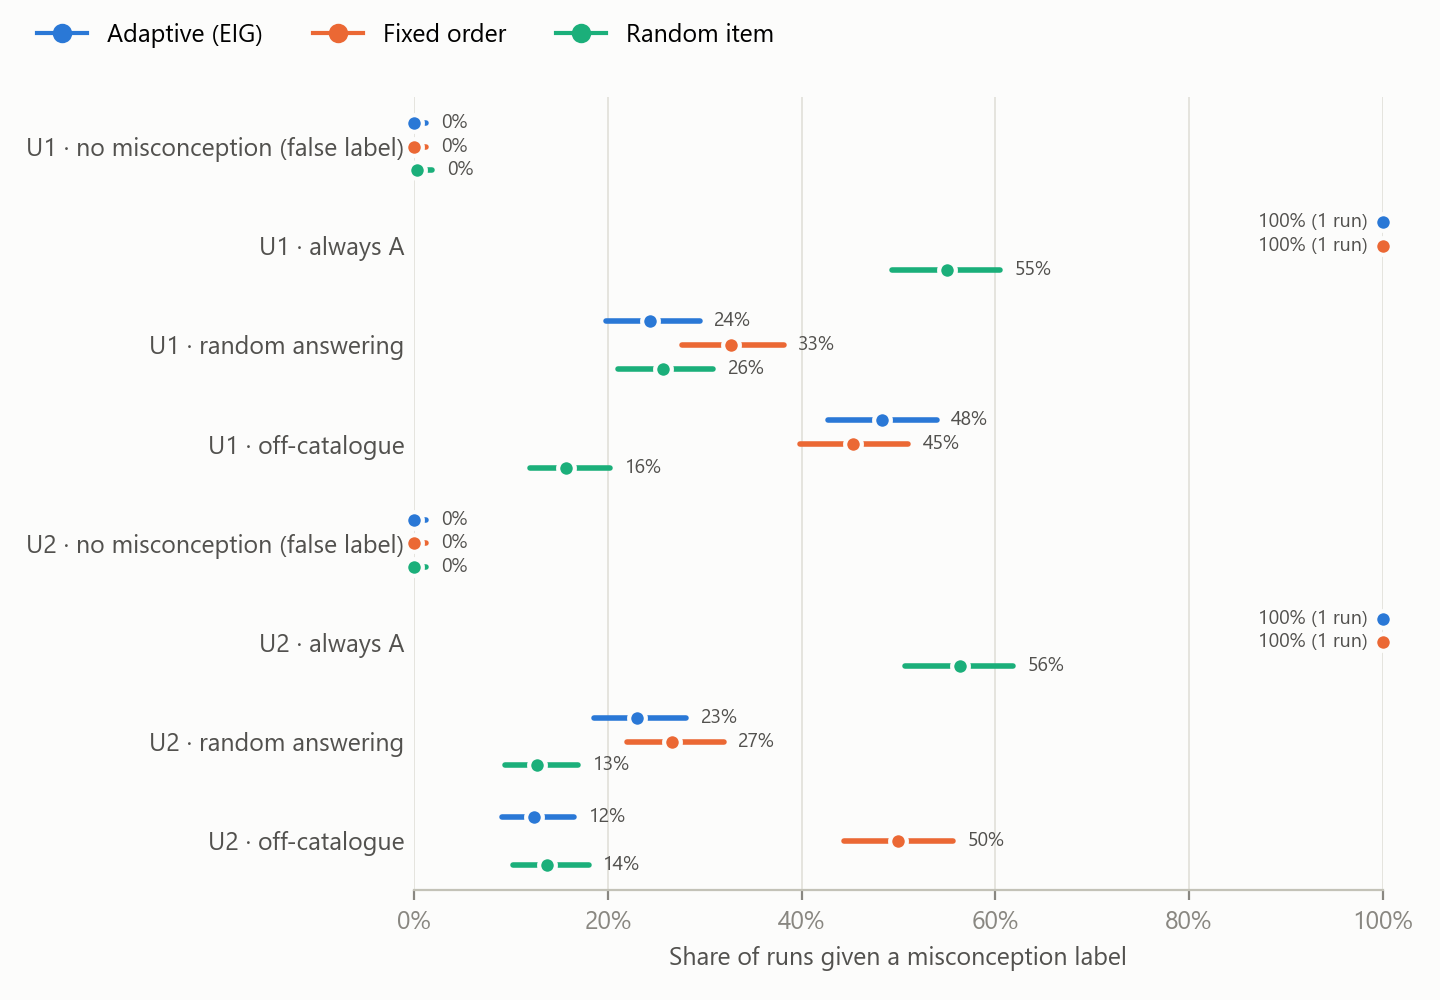 Adaptive (EIG) Fixed order Random item
U1 · no misconception (false label)
0%
0%
0%
U1 · always A
100% (1 run)
100% (1 run)
55%
U1 · random answering
24%
33%
26%
U1 · off-catalogue
48%
45%
16%
U2 · no misconception (false label)
0%
0%
0%
U2 · always A
100% (1 run)
100% (1 run)
56%
U2 · random answering
23%
27%
13%
U2 · off-catalogue
12%
50%
14%
0% 20% 40% 60% 80% 100%
Share of runs given a misconception label